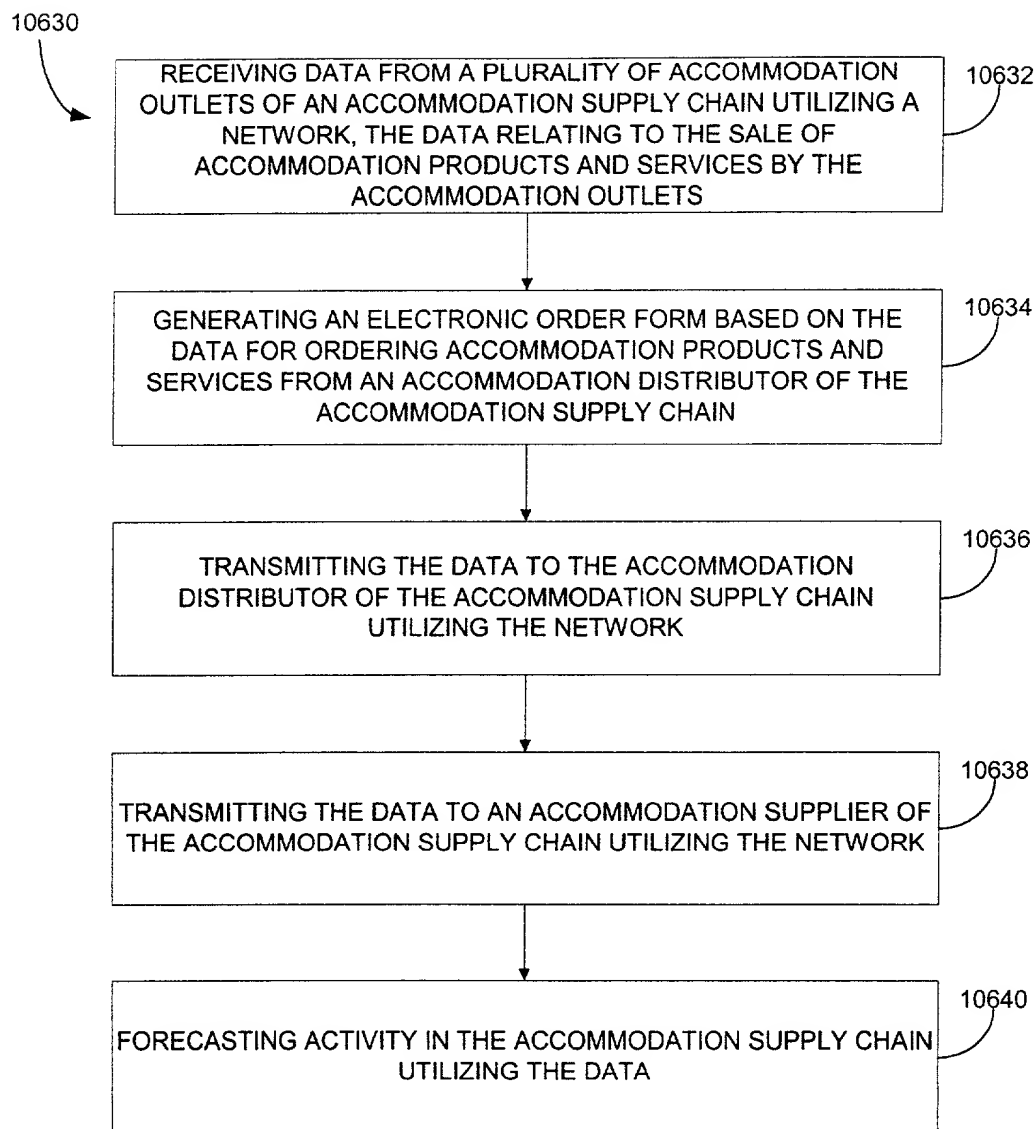 10630
RECEIVING DATA FROM A PLURALITY OF ACCOMMODATION
OUTLETS OF AN ACCOMMODATION SUPPLY CHAIN UTILIZING A
NETWORK, THE DATA RELATING TO THE SALE OF
ACCOMMODATION PRODUCTS AND SERVICES BY THE
ACCOMMODATION OUTLETS
10632
GENERATING AN ELECTRONIC ORDER FORM BASED ON THE
DATA FOR ORDERING ACCOMMODATION PRODUCTS AND
SERVICES FROM AN ACCOMMODATION DISTRIBUTOR OF THE
ACCOMMODATION SUPPLY CHAIN
10634
TRANSMITTING THE DATA TO THE ACCOMMODATION
DISTRIBUTOR OF THE ACCOMMODATION SUPPLY CHAIN
UTILIZING THE NETWORK
10636
TRANSMITTING THE DATA TO AN ACCOMMODATION SUPPLIER OF
THE ACCOMMODATION SUPPLY CHAIN UTILIZING THE NETWORK
10638
FORECASTING ACTIVITY IN THE ACCOMMODATION SUPPLY CHAIN
UTILIZING THE DATA
10640